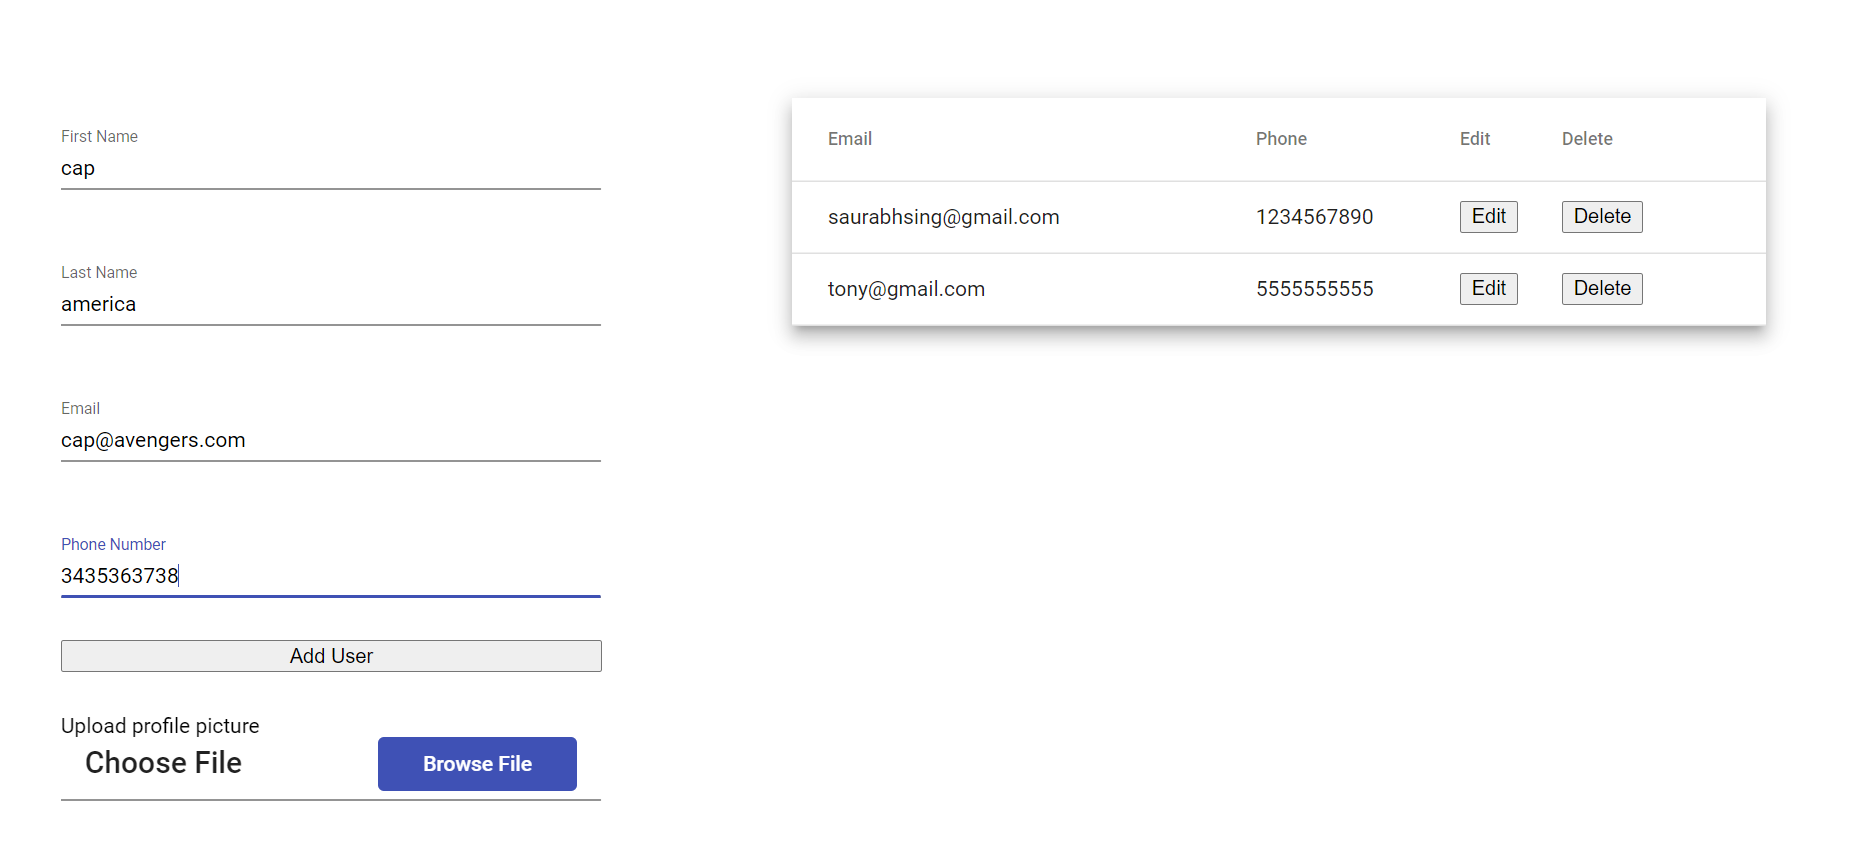 First Name
cap
Last Name
america
Email
cap@avengers.com
Phone Number
3435363738
Add User
Upload profile picture
Choose File Browse File
Email Phone Edit Delete
saurabhsing@gmail.com 1234567890 Edit Delete
tony@gmail.com 5555555555 Edit Delete